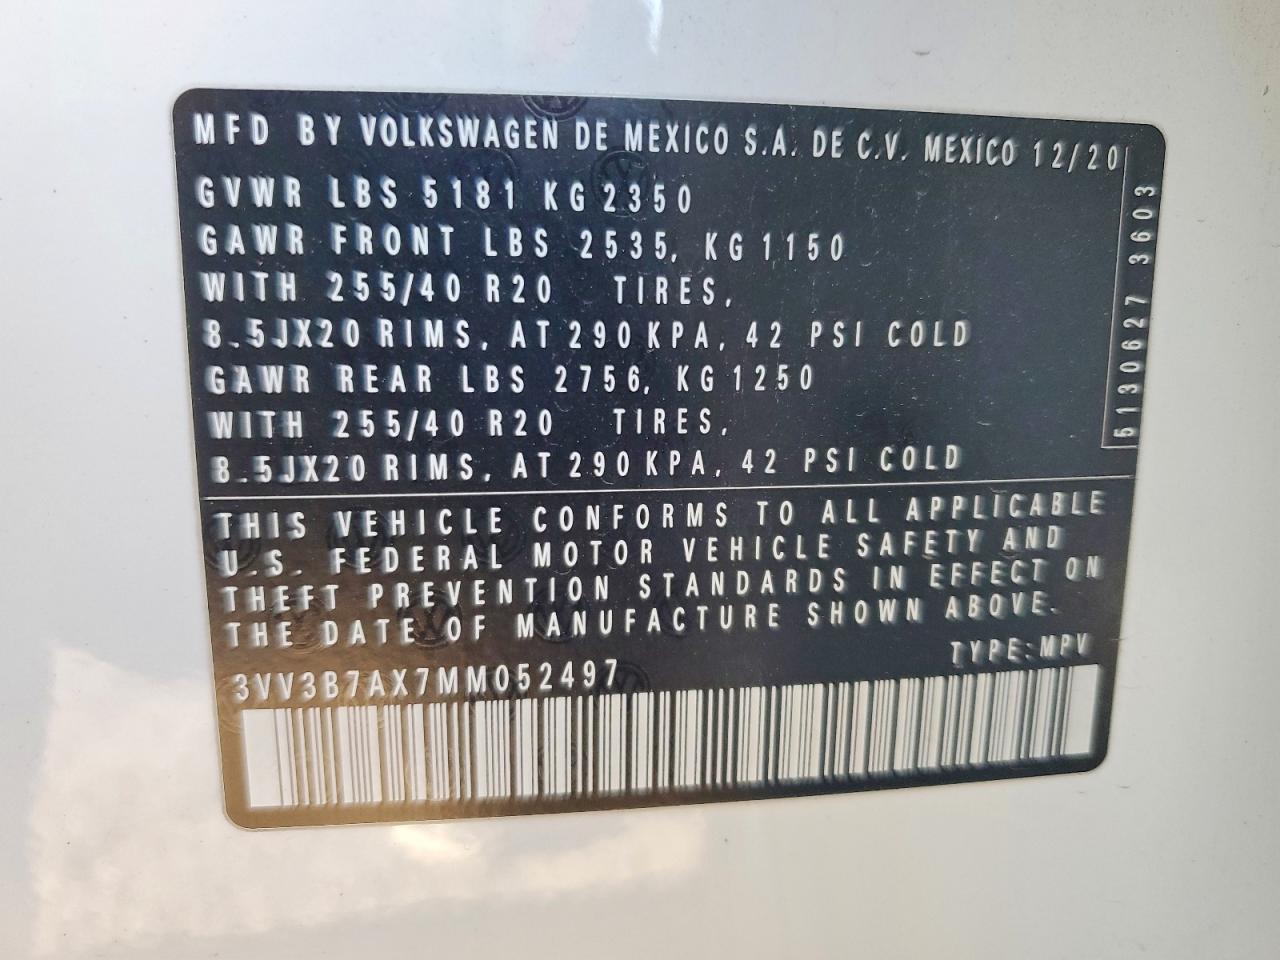 MFD BY VOLKSWAGEN DE MEXICO S.A. DE C.V. MEXICO 12/20
GVWR LBS 5181 KG 2350
GAWR FRONT LBS 2535, KG 1150
WITH 255/40 R20 TIRES,
8.5JX20 RIMS, AT 290 KPA, 42 PSI COLD
GAWR REAR LBS 2756, KG 1250
WITH 255/40 R20 TIRES,
8.5JX20 RIMS, AT 290 KPA, 42 PSI COLD
5130627 3603
THIS VEHICLE CONFORMS TO ALL APPLICABLE
U.S. FEDERAL MOTOR VEHICLE SAFETY AND
THEFT PREVENTION STANDARDS IN EFFECT ON
THE DATE OF MANUFACTURE SHOWN ABOVE.
TYPE: MPV
3VV3B7AX7MM052497